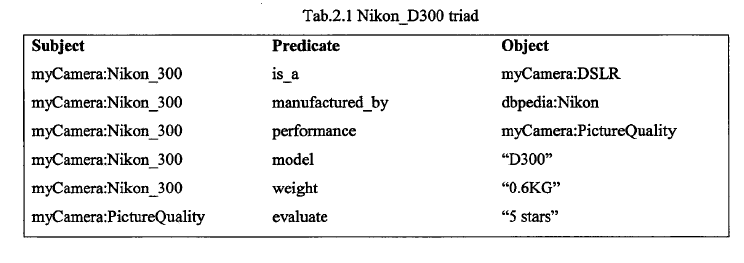 Tab.2.1 Nikon_D300 triad
Subject Predicate Object
myCamera:Nikon_300 is_a myCamera:DSLR
myCamera:Nikon_300 manufactured_by dbpedia:Nikon
myCamera:Nikon_300 performance myCamera:PictureQuality
myCamera:Nikon_300 model “D300”
myCamera:Nikon_300 weight “0.6KG”
myCamera:PictureQuality evaluate “5 stars”